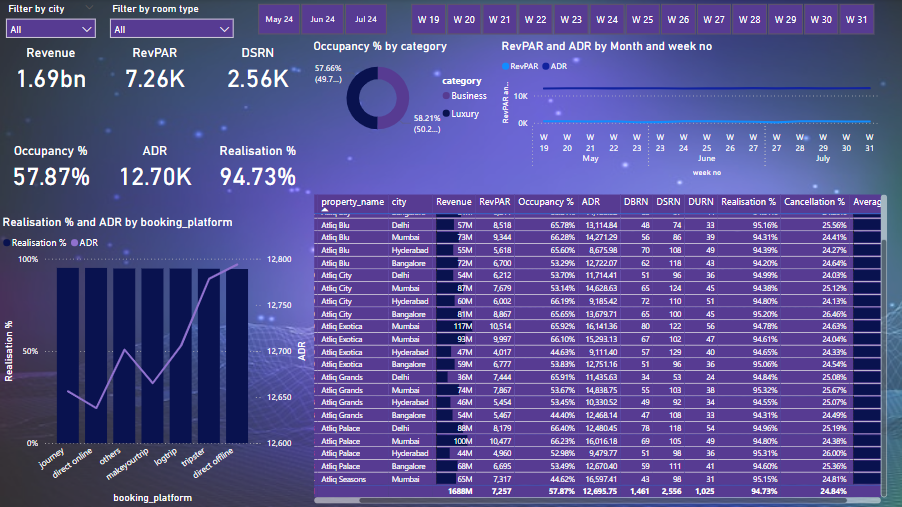 Filter by city
Filter by room type
All
All
May 24
Jun 24
Jul 24
W 19
W 20
W 21
W 22
W 23
W 24
W 25
W 26
W 27
W 28
W 29
W 30
W 31
Revenue
RevPAR
DSRN
1.69bn
7.26K
2.56K
Occupancy %
ADR
Realisation %
57.87%
12.70K
94.73%
Occupancy % by category
57.66%
(49.7...)
58.21%
(50.2...)
category
Business
Luxury
RevPAR and ADR by Month and week no
RevPAR ADR
RevPAR an...
10K
0K
W 19 W 20 W 21 W 22 W 23 W 24 W 25 W 26 W 27 W 27 W 28 W 29 W 30 W 31
May June July
week no
Realisation % and ADR by booking_platform
Realisation % ADR
Realisation %
100%
50%
0%
12,800
12,750
12,700
12,650
12,600
ADR
journey
direct online
others
makeyourtrip
logtrip
tripster
direct offline
booking_platform
property_name city Revenue RevPAR Occupancy % ADR DBRN DSRN DURN Realisation % Cancellation % Averag
Atliq Blu Delhi 57M 8,518 65.78% 13,114.84 48 74 33 95.16% 25.56%
Atliq Blu Mumbai 73M 9,344 66.28% 14,271.29 56 86 39 94.31% 24.41%
Atliq Blu Hyderabad 55M 5,618 65.60% 8,675.98 70 108 49 94.39% 24.27%
Atliq Blu Bangalore 72M 6,700 53.29% 12,722.07 62 118 43 94.20% 24.64%
Atliq City Delhi 54M 6,212 53.70% 11,714.41 51 96 36 94.99% 24.03%
Atliq City Mumbai 87M 7,679 53.14% 14,628.63 65 124 45 94.38% 25.12%
Atliq City Hyderabad 60M 6,002 66.19% 9,185.42 72 110 51 94.80% 24.13%
Atliq City Bangalore 81M 8,867 65.65% 13,679.71 65 100 45 95.20% 26.46%
Atliq Exotica Mumbai 117M 10,514 65.92% 16,141.36 80 122 56 94.78% 24.63%
Atliq Exotica Mumbai 93M 9,997 66.10% 15,293.13 67 102 47 94.61% 24.04%
Atliq Exotica Hyderabad 47M 4,017 44.63% 9,111.40 57 129 40 94.65% 24.33%
Atliq Exotica Bangalore 59M 6,777 53.83% 12,751.16 51 96 36 95.06% 24.54%
Atliq Grands Delhi 36M 7,444 65.91% 11,435.63 34 53 24 94.84% 25.08%
Atliq Grands Mumbai 74M 7,867 53.67% 14,838.75 55 103 38 95.32% 25.67%
Atliq Grands Hyderabad 46M 5,454 53.45% 10,330.52 49 92 34 94.55% 25.07%
Atliq Grands Bangalore 54M 5,467 44.40% 12,468.14 47 108 33 94.31% 24.49%
Atliq Palace Delhi 88M 8,179 66.40% 12,480.45 78 118 54 94.96% 25.19%
Atliq Palace Mumbai 100M 10,477 66.23% 16,016.18 69 105 49 94.80% 24.38%
Atliq Palace Hyderabad 44M 4,960 52.98% 9,479.77 51 98 36 95.31% 26.00%
Atliq Palace Bangalore 68M 6,695 53.49% 12,670.40 59 111 41 94.60% 25.36%
Atliq Seasons Mumbai 65M 7,317 44.62% 16,597.41 43 98 31 95.15% 24.81%
1688M 7,257 57.87% 12,695.75 1,461 2,556 1,025 94.73% 24.84%